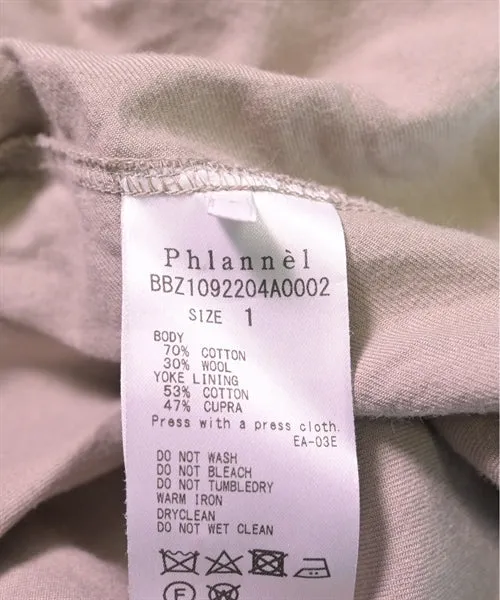 Phlannèl
BBZ1092204A0002
SIZE 1
BODY
70% COTTON
30% WOOL
YOKE LINING
53% COTTON
47% CUPRA
Press with a press cloth.
EA-03E
DO NOT WASH
DO NOT BLEACH
DO NOT TUMBLEDRY
WARM IRON
DRYCLEAN
DO NOT WET CLEAN
F W